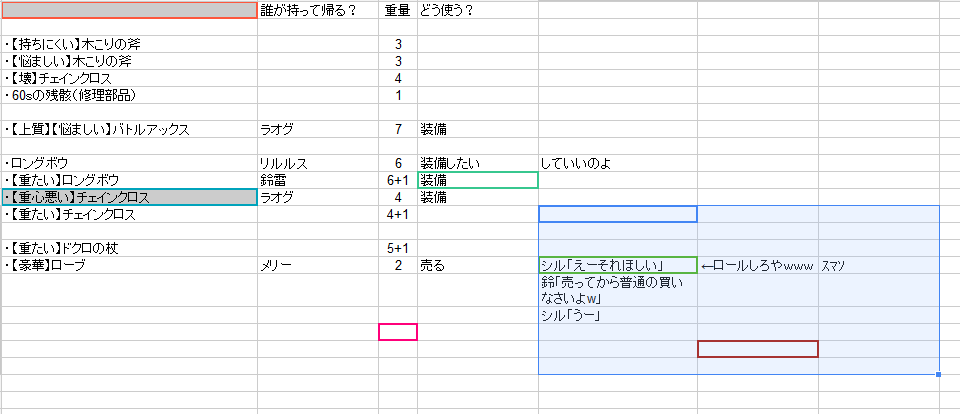 誰が持って帰る？ 重量 どう使う？
・【持ちにくい】木こりの斧 3
・【悩ましい】木こりの斧 3
・【壊】チェインクロス 4
・60sの残骸（修理部品） 1
・【上質】【悩ましい】バトルアックス ラオグ 7 装備
・ロングボウ リルルス 6 装備したい していいのよ
・【重たい】ロングボウ 鈴雷 6+1 装備
・【重心悪い】チェインクロス ラオグ 4 装備
・【重たい】チェインクロス 4+1
・【重たい】ドクロの杖 5+1
・【豪華】ローブ メリー 2 売る シル「えーそれほしい」 ←ロールしろやｗｗｗ スマソ
鈴「売ってから普通の買い
なさいよw」
シル「うー」